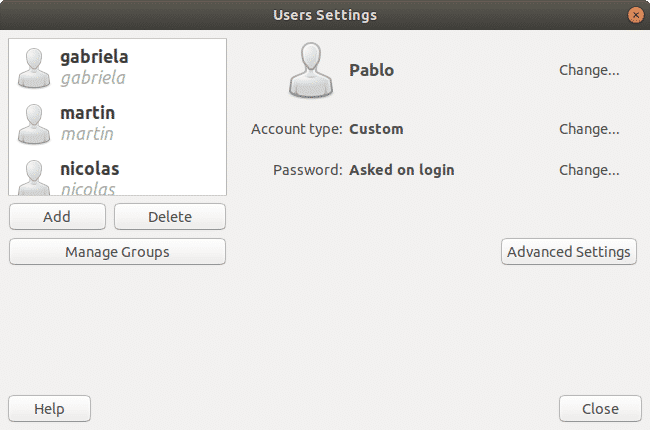 Users Settings
gabriela
gabriela
martin
martin
nicolas
nicolas
Add
Delete
Manage Groups
Pablo
Change...
Account type: Custom
Change...
Password: Asked on login
Change...
Advanced Settings
Help
Close